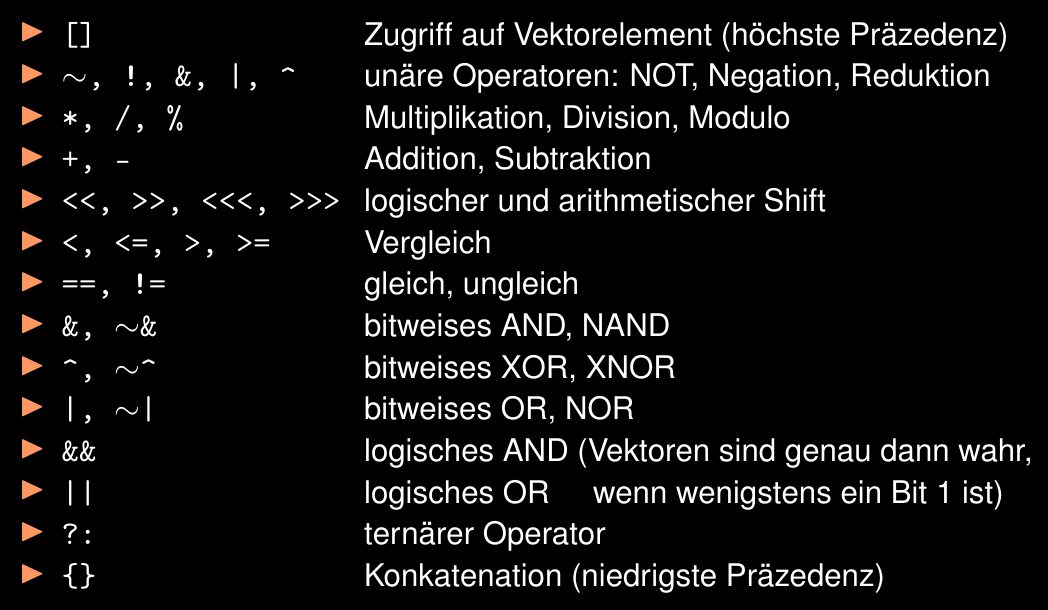 ▶ [] Zugriff auf Vektorelement (höchste Präzedenz)
▶ ~, !, &, |, ^ unäre Operatoren: NOT, Negation, Reduktion
▶ *, /, % Multiplikation, Division, Modulo
▶ +, - Addition, Subtraktion
▶ <<, >>, <<<, >>> logischer und arithmetischer Shift
▶ <, <=, >, >= Vergleich
▶ ==, != gleich, ungleich
▶ &, ~& bitweises AND, NAND
▶ ^, ~^ bitweises XOR, XNOR
▶ |, ~| bitweises OR, NOR
▶ && logisches AND (Vektoren sind genau dann wahr,
▶ || logisches OR wenn wenigstens ein Bit 1 ist)
▶ ?: ternärer Operator
▶ {} Konkatenation (niedrigste Präzedenz)